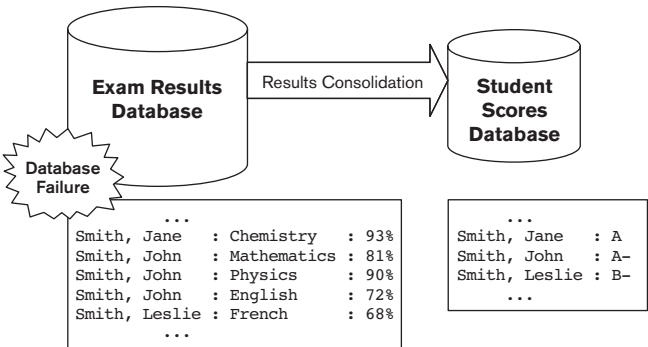 Exam Results
Database
Results Consolidation
Student
Scores
Database
Database
Failure
...
Smith, Jane : Chemistry : 93%
Smith, John : Mathematics : 81%
Smith, John : Physics : 90%
Smith, John : English : 72%
Smith, Leslie : French : 68%
...
...
Smith, Jane : A
Smith, John : A-
Smith, Leslie : B-
...